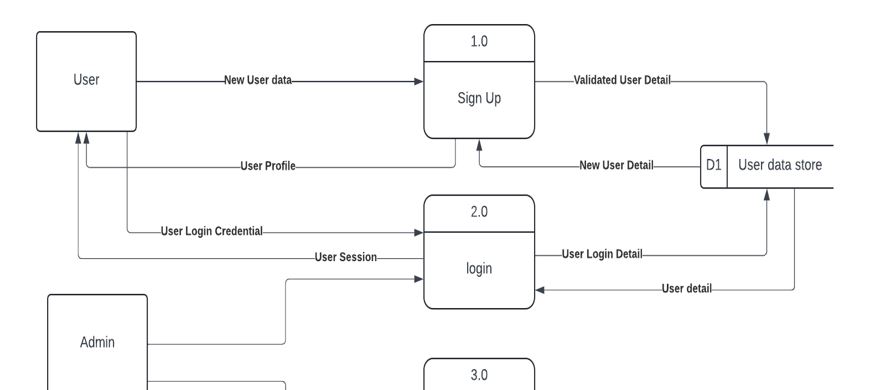 1.0
User
New User data
Sign Up
Validated User Detail
User Profile
New User Detail
D1
User data store
2.0
User Login Credential
User Session
login
User Login Detail
User detail
Admin
3.0